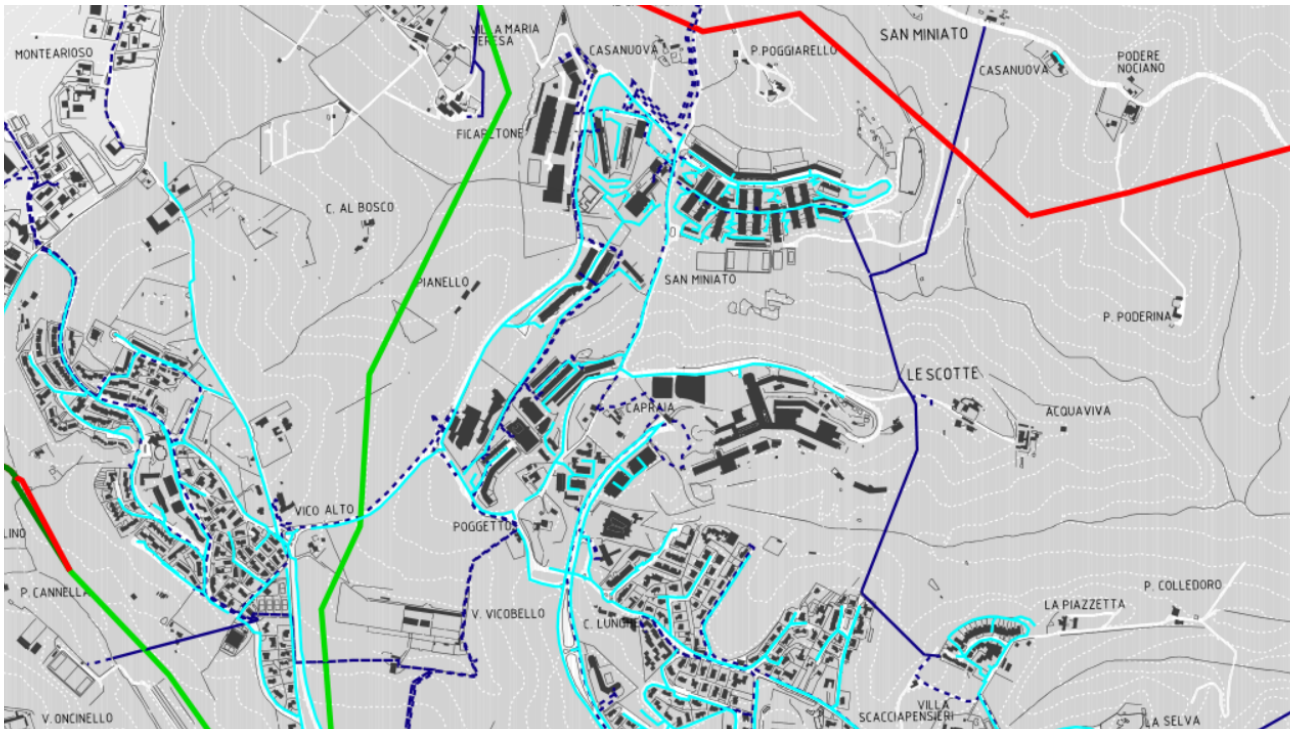 VILLA MARIA
TERESA
SAN MINIATO
MONTEARIOSO
CASANUOVA
P. POGGIARELLO
PODERE
NOCIANO
CASANUOVA
FICARETONE
C. AL BOSCO
PIANELLO
SAN MINIATO
P. PODERINA
LE SCOTTE
CAPRAIA
ACQUAVIVA
VICO ALTO
POGGETTO
LINO
P. CANNELLA
P. COLLEDORO
LA PIAZZETTA
V. VICOBELLO
VILLA
SCACCIAPENSIERI
V. ONCINELLO
LA SELVA